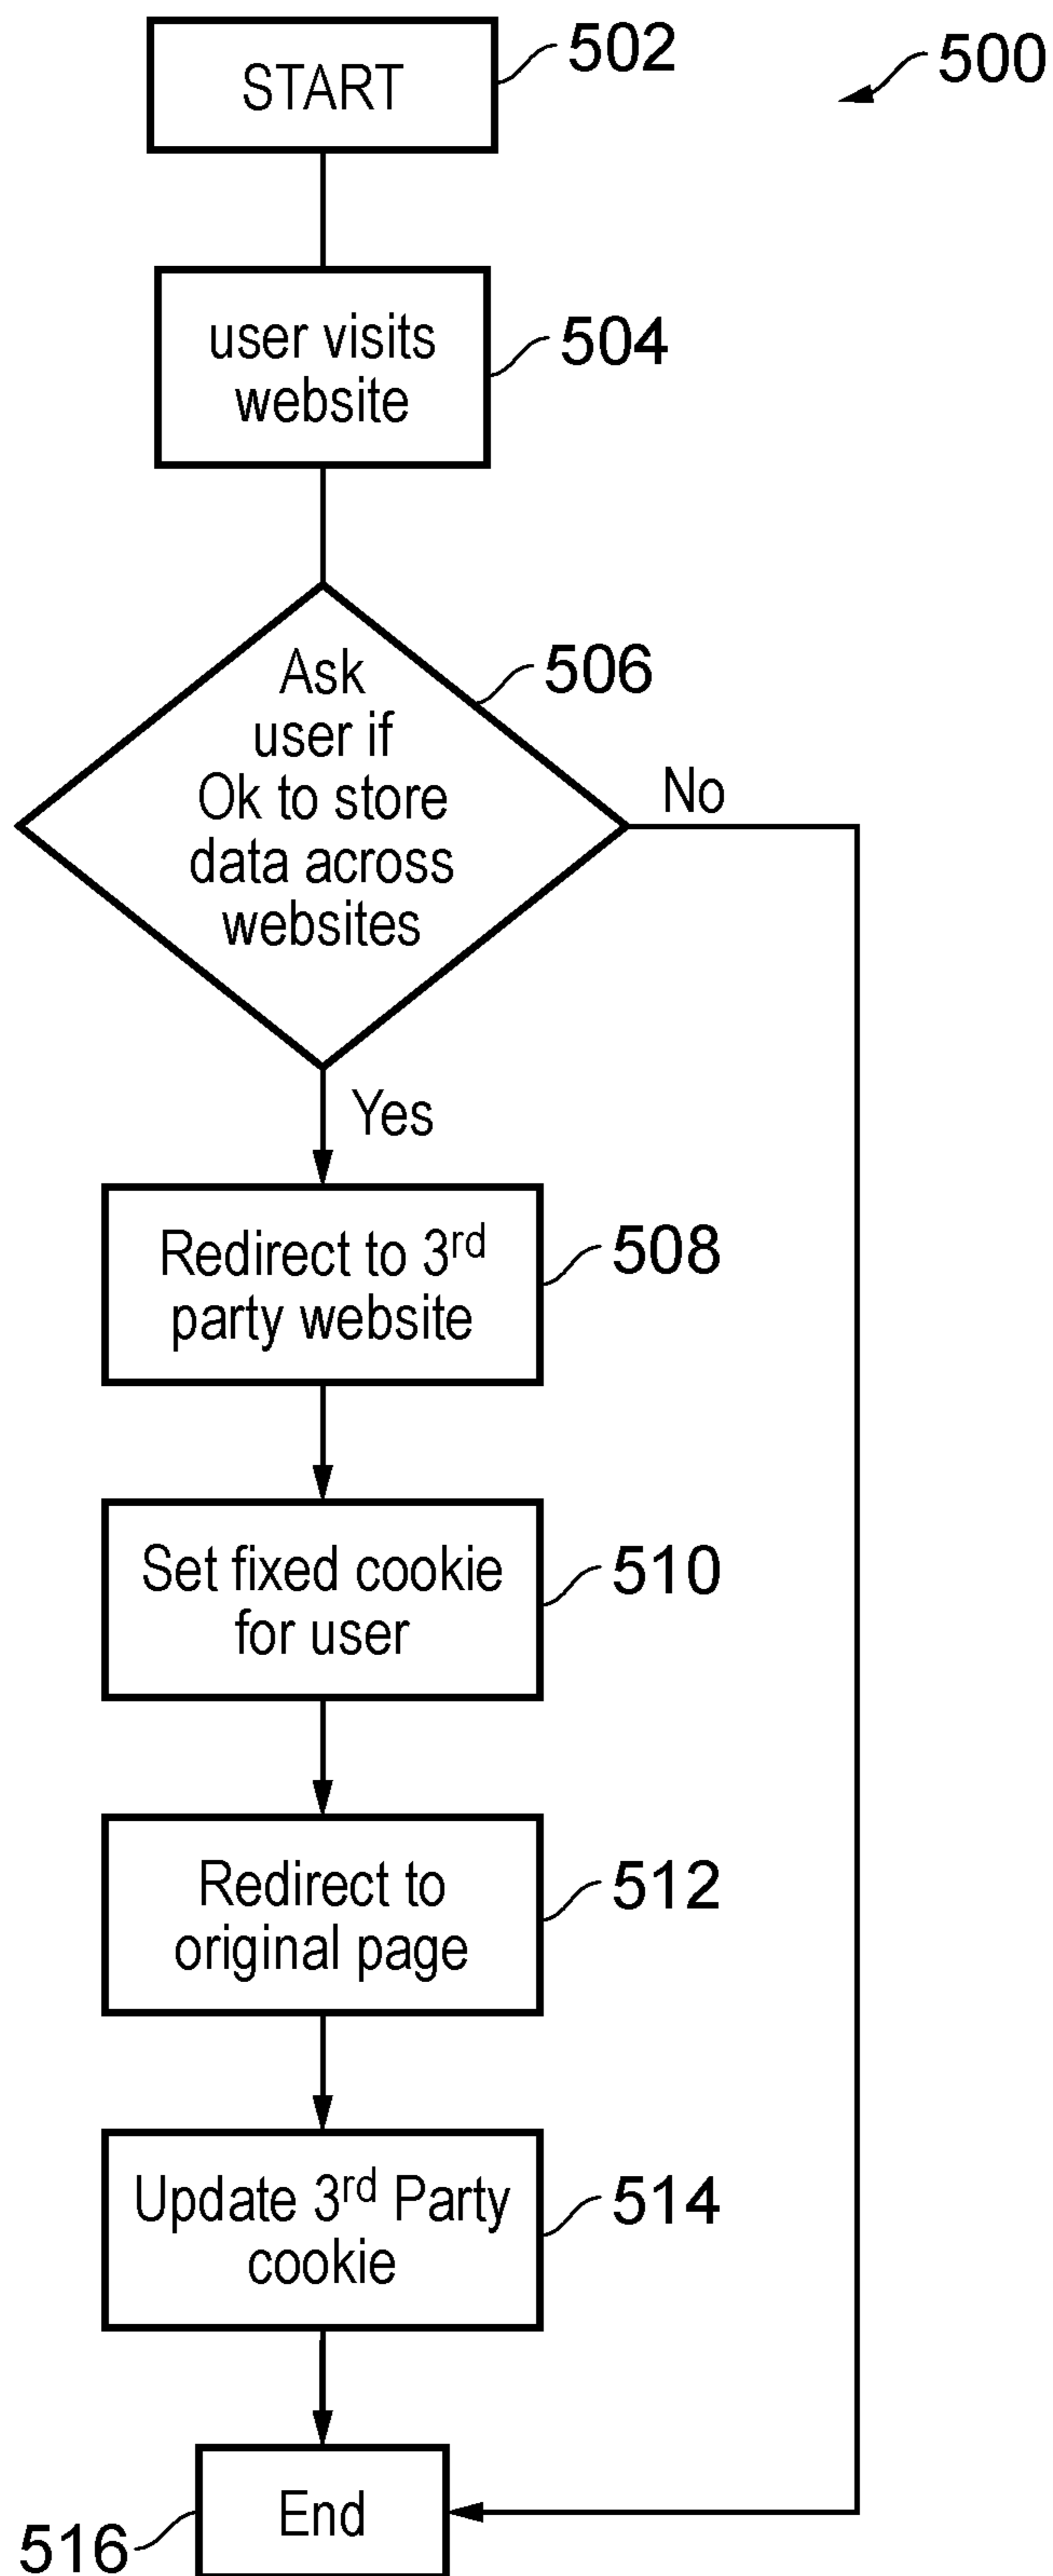 START
502
500
user visits
website
504
Ask
user if
Ok to store
data across
websites
506
No
Yes
Redirect to 3rd
party website
508
Set fixed cookie
for user
510
Redirect to
original page
512
Update 3rd Party
cookie
514
End
516